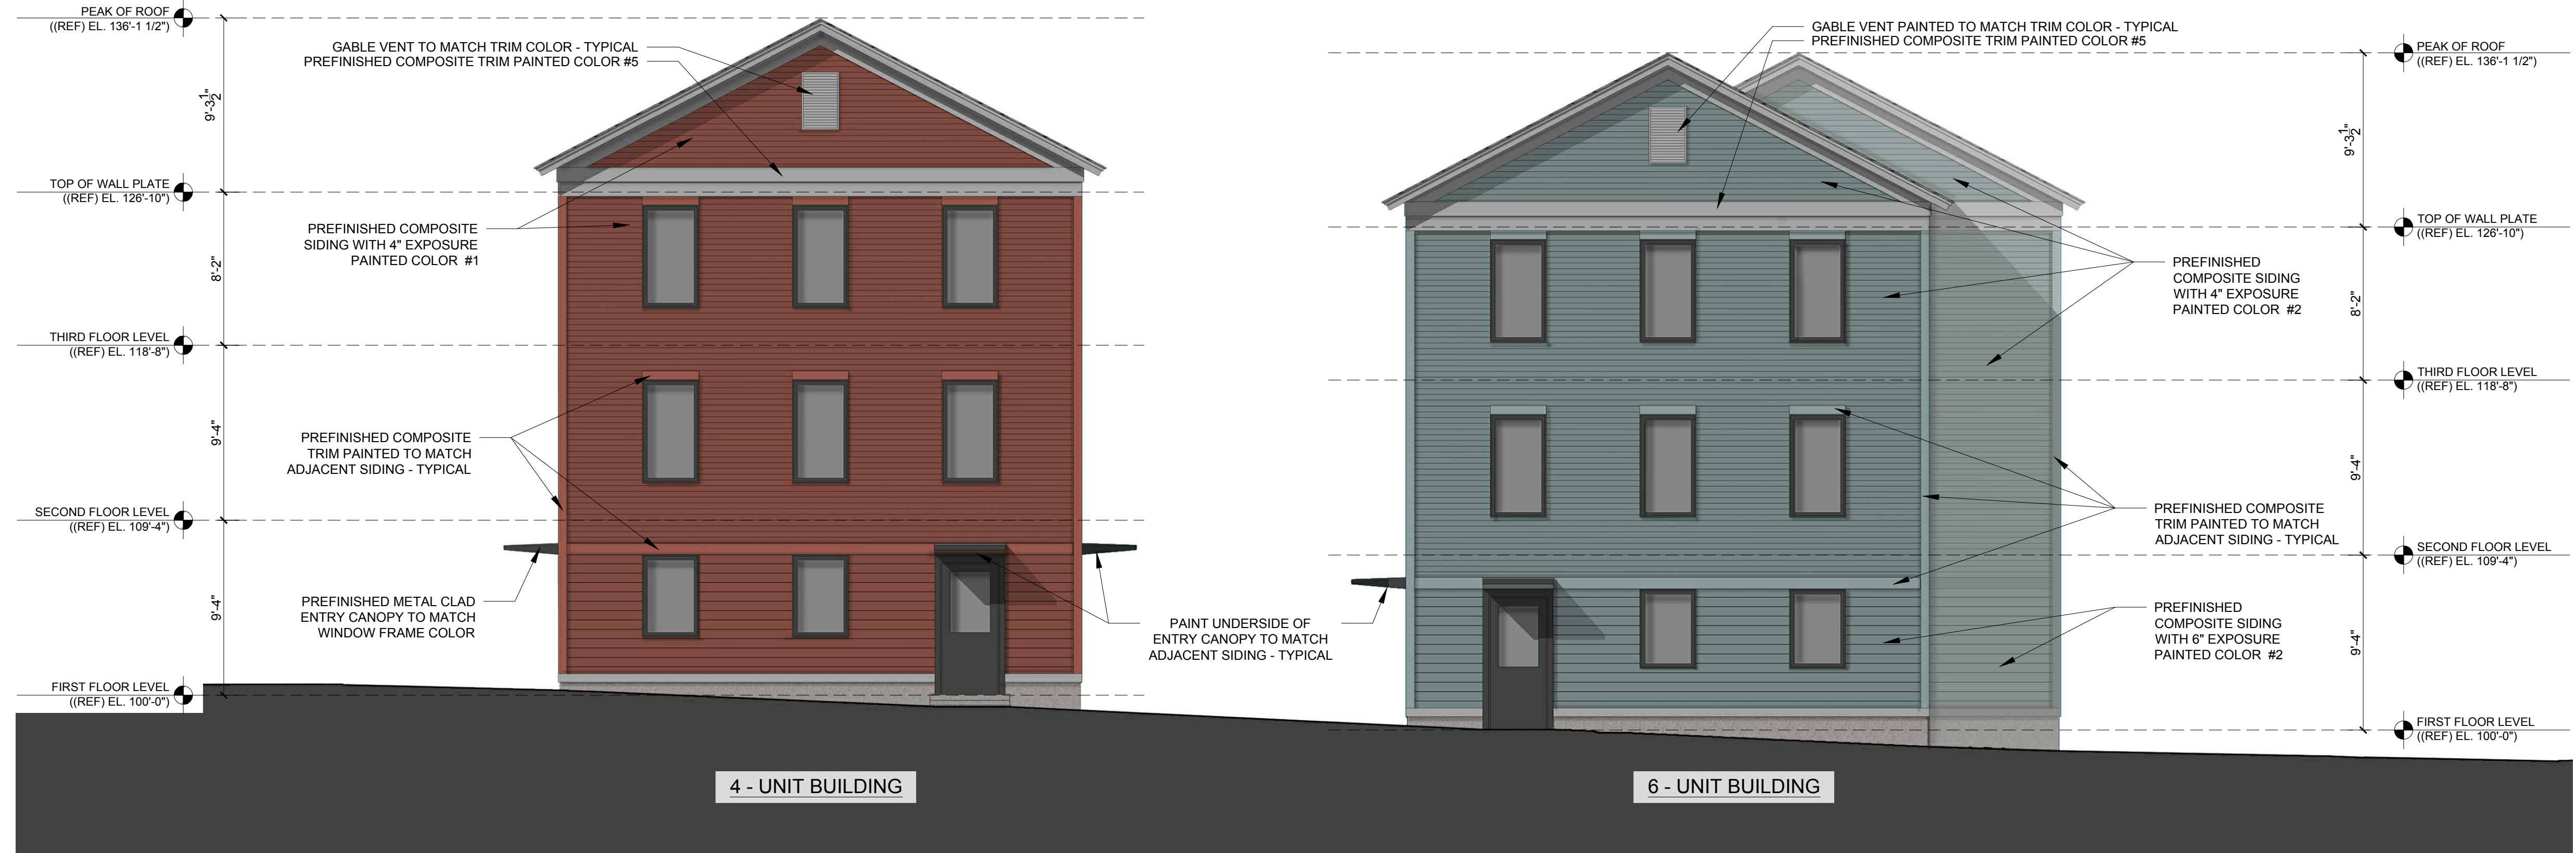 PEAK OF ROOF
((REF) EL. 136'-1 1/2")
GABLE VENT TO MATCH TRIM COLOR - TYPICAL
PREFINISHED COMPOSITE TRIM PAINTED COLOR #5
9'-3 1/2"
TOP OF WALL PLATE
((REF) EL. 126'-10")
PREFINISHED COMPOSITE
SIDING WITH 4" EXPOSURE
PAINTED COLOR #1
8'-2"
THIRD FLOOR LEVEL
((REF) EL. 118'-8")
PREFINISHED COMPOSITE
TRIM PAINTED TO MATCH
ADJACENT SIDING - TYPICAL
9'-4"
SECOND FLOOR LEVEL
((REF) EL. 109'-4")
PREFINISHED METAL CLAD
ENTRY CANOPY TO MATCH
WINDOW FRAME COLOR
9'-4"
FIRST FLOOR LEVEL
((REF) EL. 100'-0")
PAINT UNDERSIDE OF
ENTRY CANOPY TO MATCH
ADJACENT SIDING - TYPICAL
4 - UNIT BUILDING
GABLE VENT PAINTED TO MATCH TRIM COLOR - TYPICAL
PREFINISHED COMPOSITE TRIM PAINTED COLOR #5
PEAK OF ROOF
((REF) EL. 136'-1 1/2")
9'-3 1/2"
TOP OF WALL PLATE
((REF) EL. 126'-10")
PREFINISHED
COMPOSITE SIDING
WITH 4" EXPOSURE
PAINTED COLOR #2
8'-2"
THIRD FLOOR LEVEL
((REF) EL. 118'-8")
9'-4"
PREFINISHED COMPOSITE
TRIM PAINTED TO MATCH
ADJACENT SIDING - TYPICAL
SECOND FLOOR LEVEL
((REF) EL. 109'-4")
PREFINISHED
COMPOSITE SIDING
WITH 6" EXPOSURE
PAINTED COLOR #2
9'-4"
FIRST FLOOR LEVEL
((REF) EL. 100'-0")
6 - UNIT BUILDING